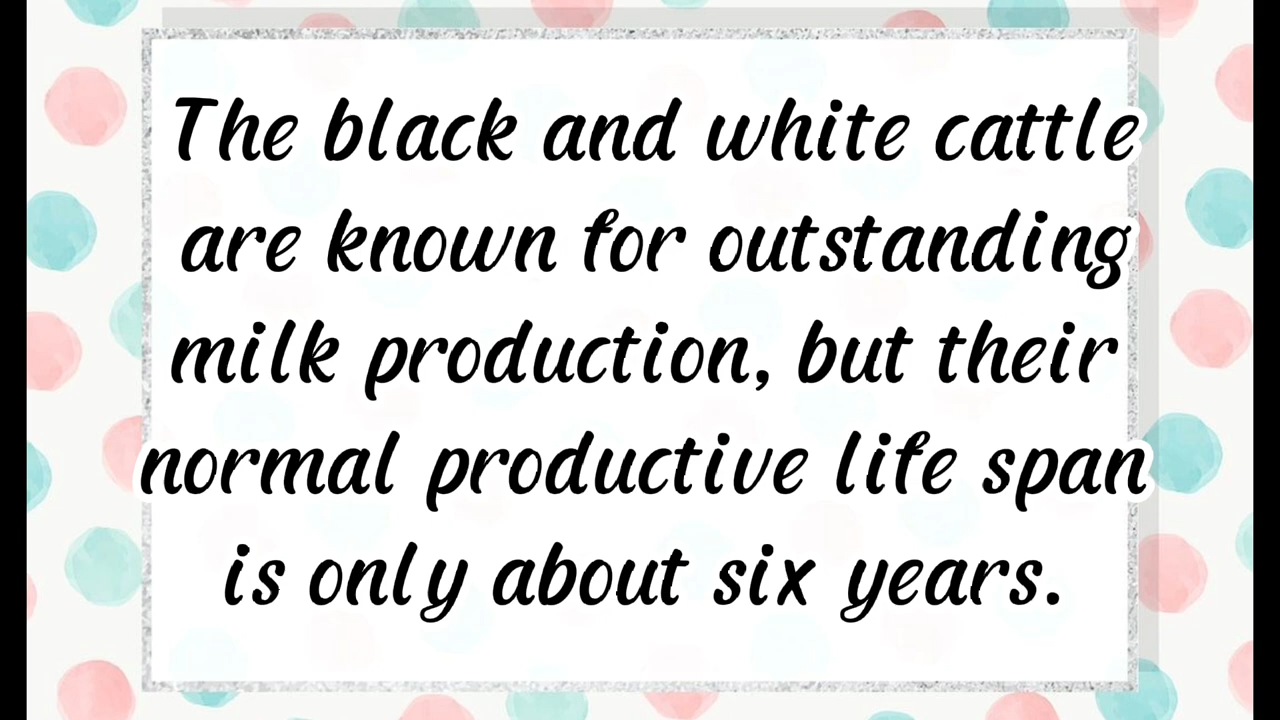 The black and white cattle
are known for outstanding
milk production, but their
normal productive life span
is only about six years.